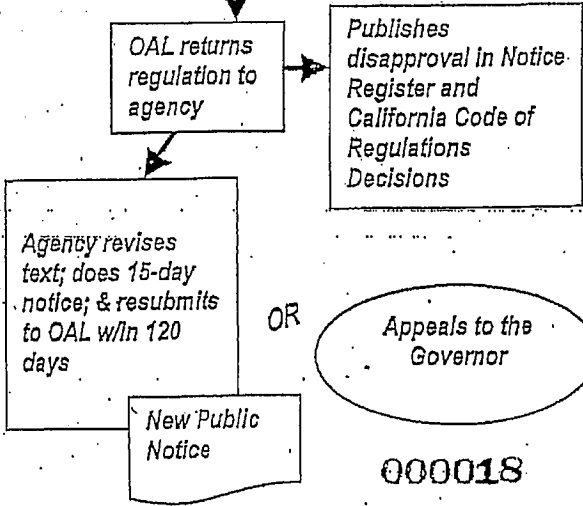 OAL returns
regulation to
agency
Publishes
disapproval in Notice
Register and
California Code of
Regulations
Decisions
Agency revises
text; does 15-day
notice; & resubmits
to OAL w/in 120
days
OR
Appeals to the
Governor
New Public
Notice
000018